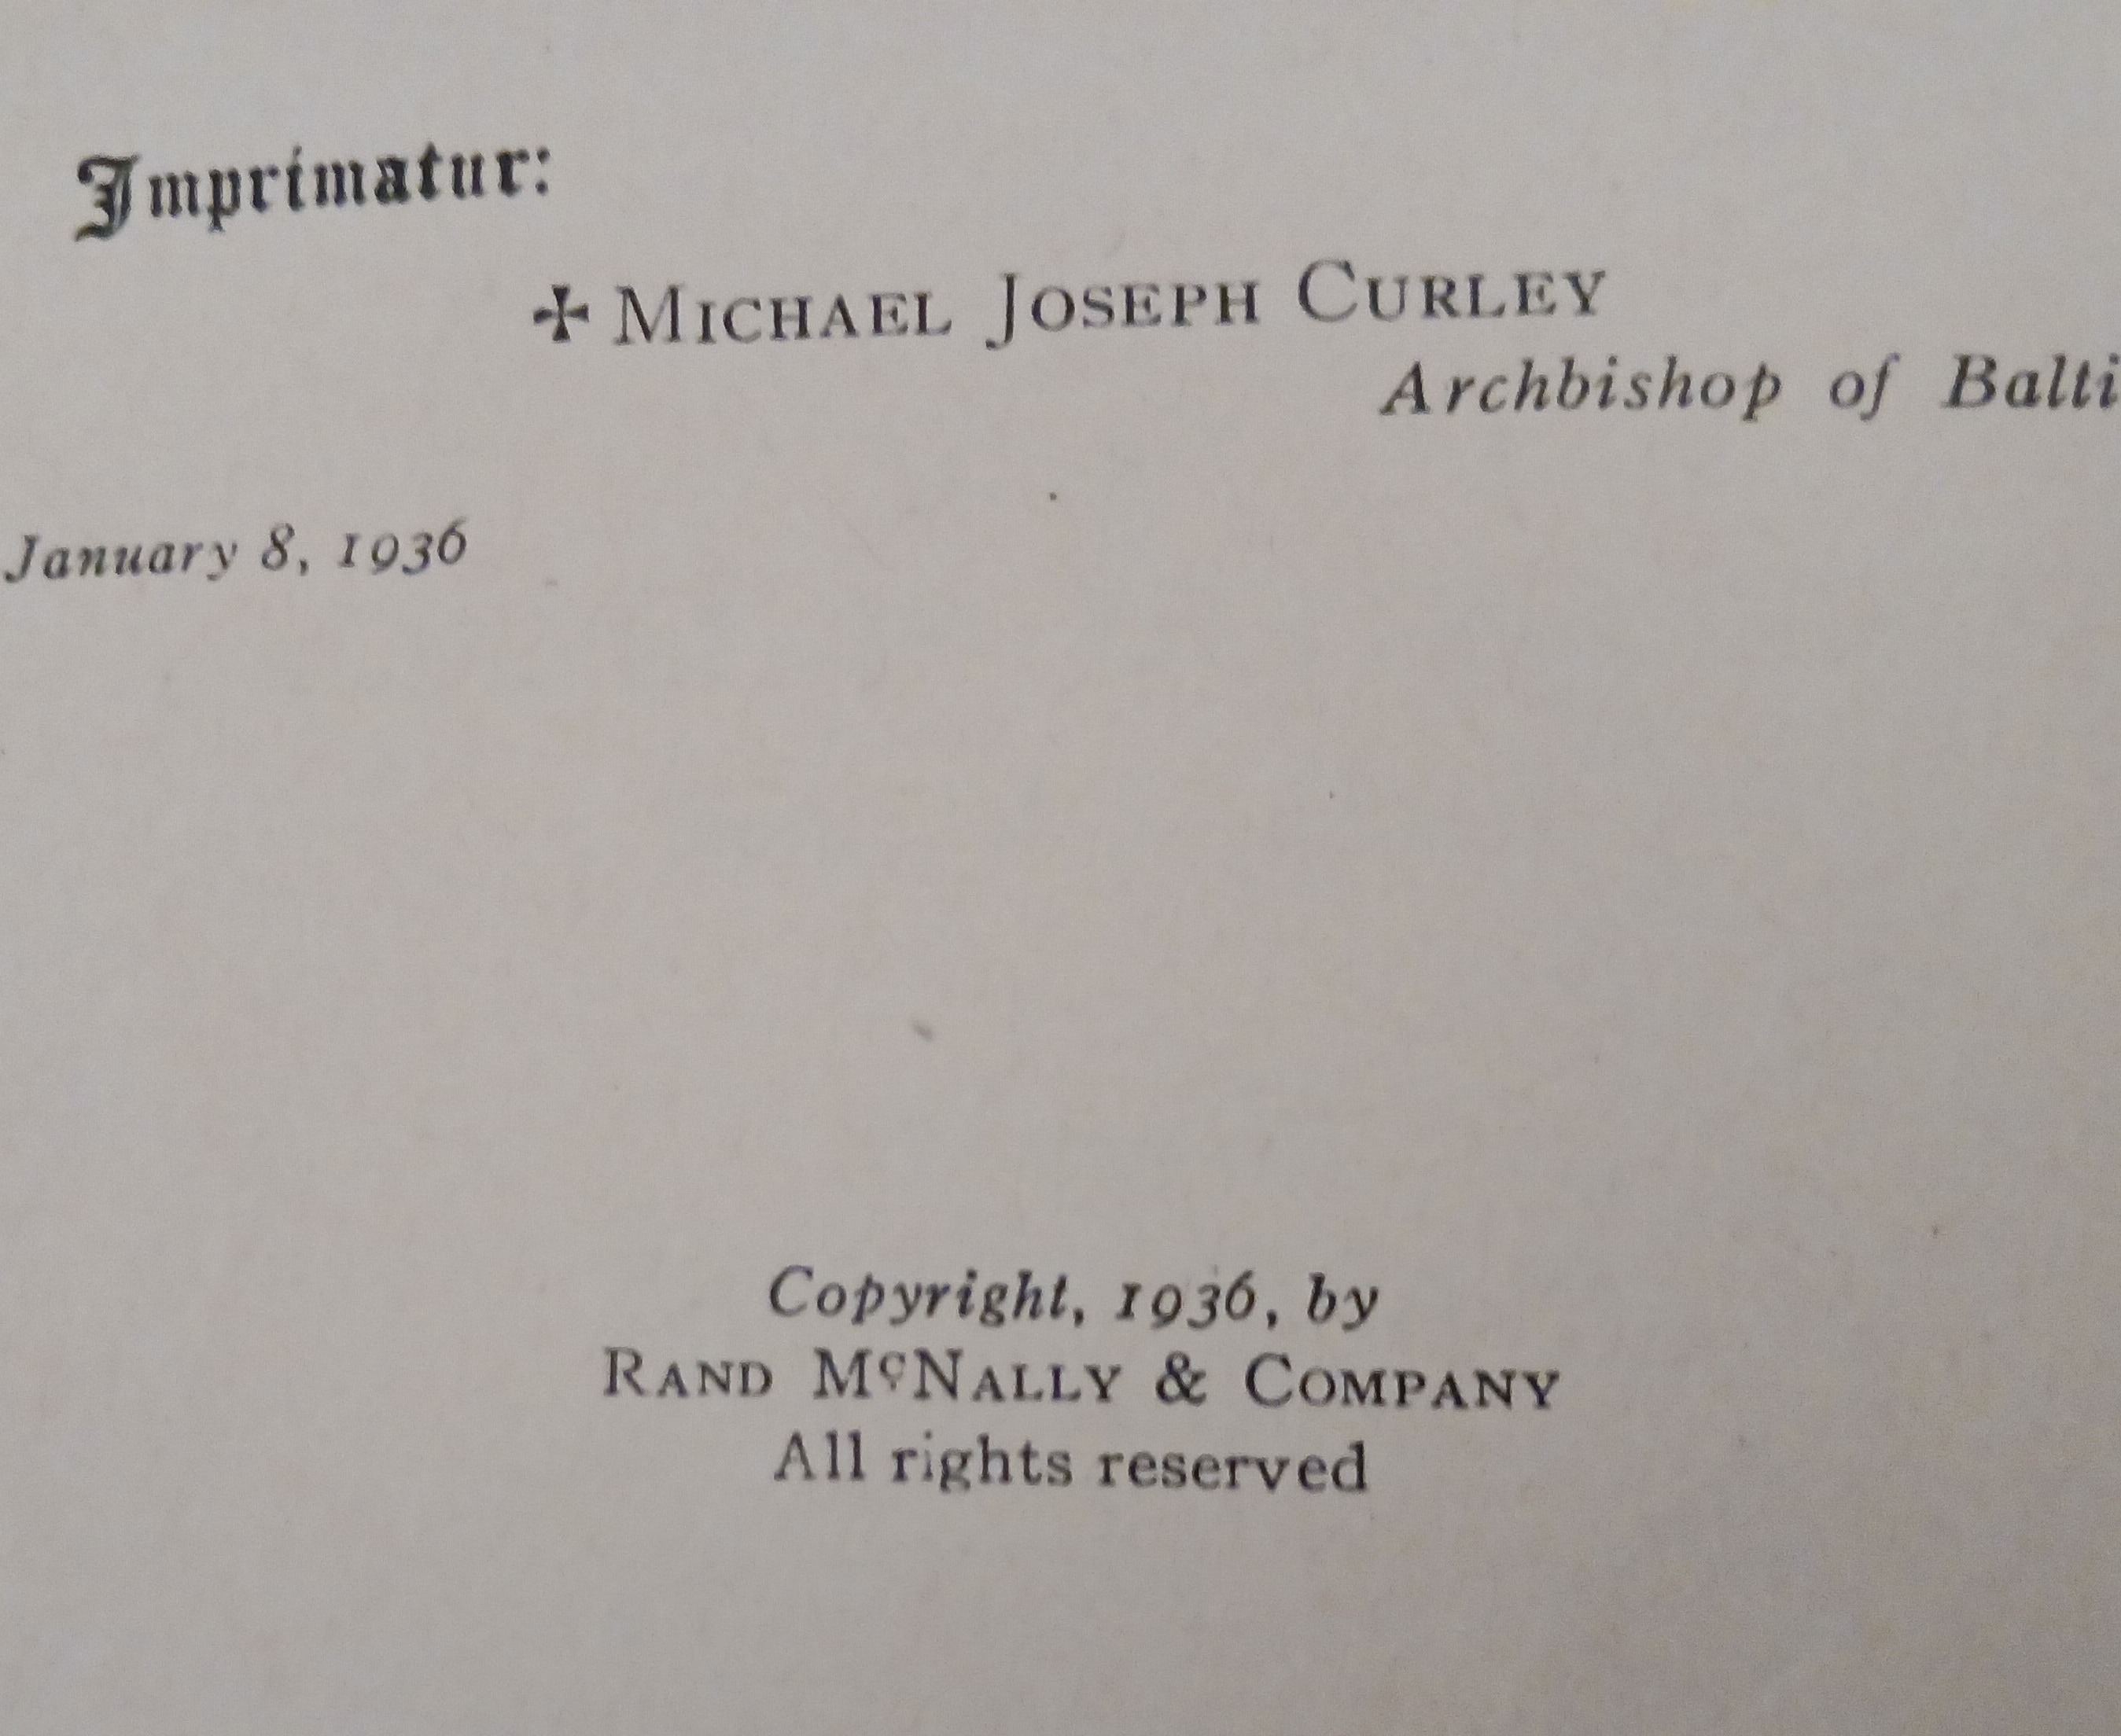 Imprimatur:
✠ MICHAEL JOSEPH CURLEY
Archbishop of Balti
January 8, 1936
Copyright, 1936, by
RAND MCNALLY & COMPANY
All rights reserved